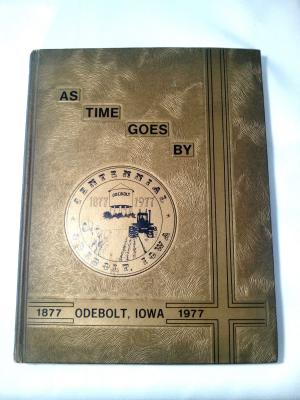 AS
TIME
GOES
BY
CENTENNIAL
1877 1977
ODEBOLT
ODEBOLT, IOWA
1877 ODEBOLT, IOWA 1977